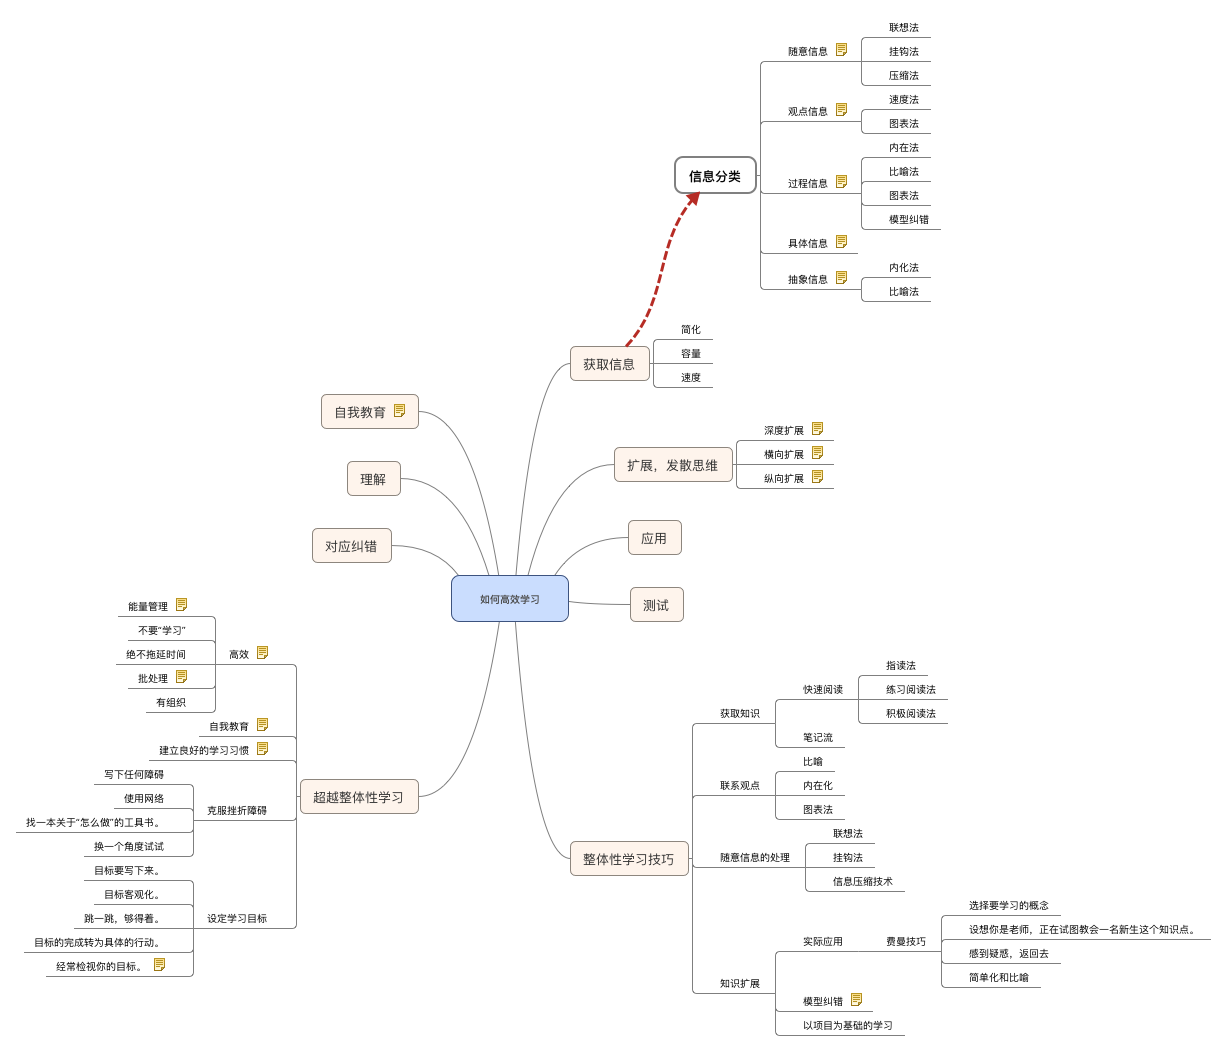 如何高效学习
获取信息
简化
容量
速度
信息分类
随意信息
联想法
挂钩法
压缩法
观点信息
速度法
图表法
过程信息
内在法
比喻法
图表法
模型纠错
具体信息
抽象信息
内化法
比喻法
扩展，发散思维
深度扩展
横向扩展
纵向扩展
应用
测试
整体性学习技巧
获取知识
快速阅读
指读法
练习阅读法
积极阅读法
笔记流
联系观点
比喻
内在化
图表法
随意信息的处理
联想法
挂钩法
信息压缩技术
知识扩展
实际应用
费曼技巧
选择要学习的概念
设想你是老师，正在试图教会一名新生这个知识点。
感到疑惑，返回去
简单化和比喻
模型纠错
以项目为基础的学习
自我教育
理解
对应纠错
超越整体性学习
高效
能量管理
不要“学习”
绝不拖延时间
批处理
有组织
自我教育
建立良好的学习习惯
克服挫折障碍
写下任何障碍
使用网络
找一本关于“怎么做”的工具书。
换一个角度试试
设定学习目标
目标要写下来。
目标客观化。
跳一跳，够得着。
目标的完成转为具体的行动。
经常检视你的目标。